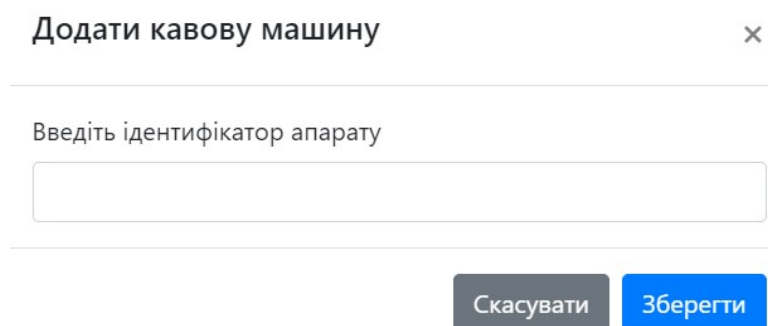 Додати кавову машину
×
Введіть ідентифікатор апарату
Скасувати Зберегти